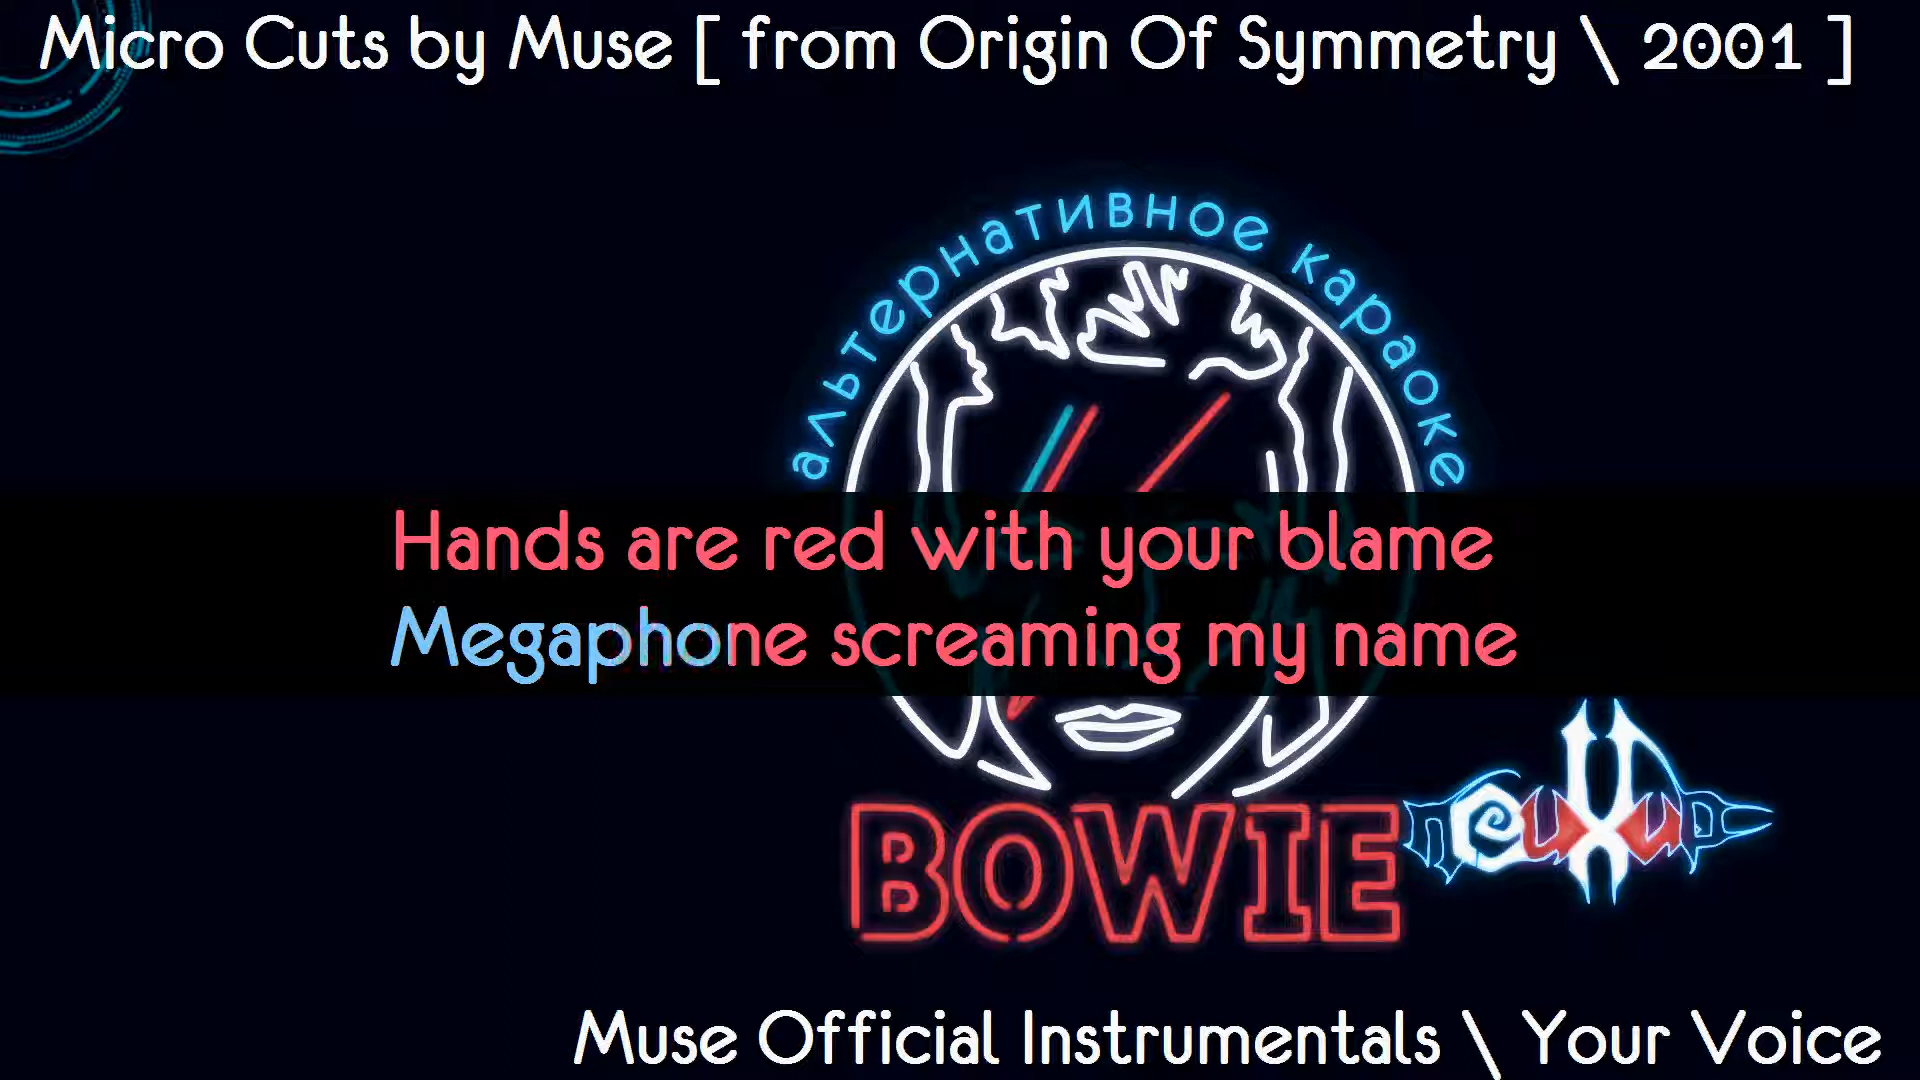 Micro Cuts by Muse [ from Origin Of Symmetry \ 2001 ]
альтернативное караоке
Hands are red with your blame
Megaphone screaming my name
BOWIE
Muse Official Instrumentals \ Your Voice